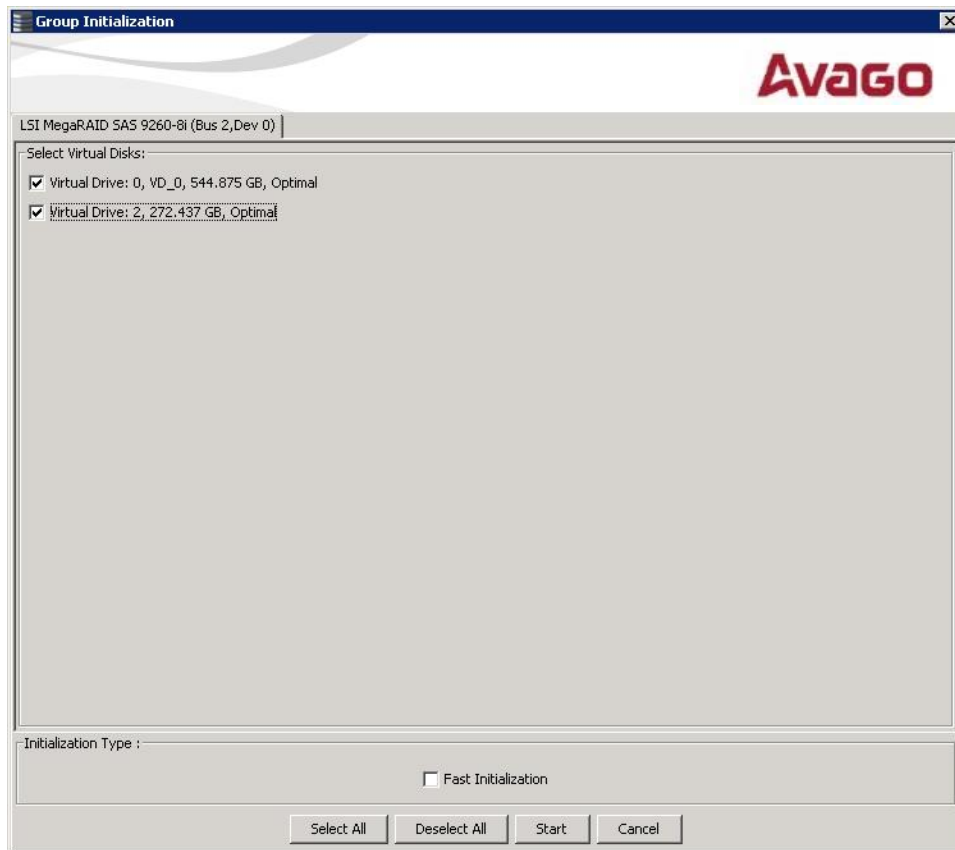 Group Initialization
Avago
LSI MegaRAID SAS 9260-8i (Bus 2,Dev 0)
Select Virtual Disks:
Virtual Drive: 0, VD_0, 544.875 GB, Optimal
Virtual Drive: 2, 272.437 GB, Optimal
Initialization Type :
Fast Initialization
Select All Deselect All Start Cancel